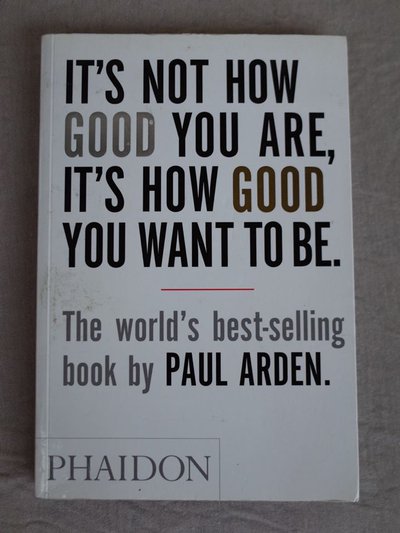 IT'S NOT HOW
GOOD YOU ARE,
IT'S HOW GOOD
YOU WANT TO BE.
The world's best-selling
book by PAUL ARDEN.
PHAIDON